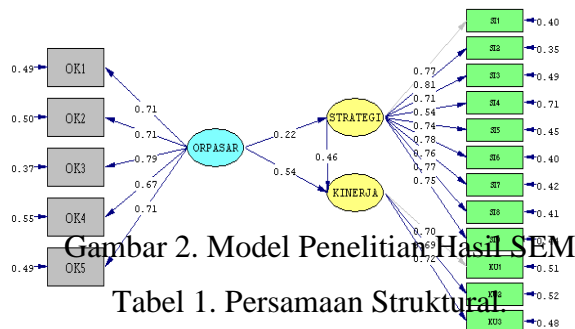 0.49 OK1
0.50 OK2
0.37 OK3
0.55 OK4
0.49 OK5
0.71
0.71
0.79
0.67
0.71
ORPASAR
0.22
0.54
STRATEGI
0.46
KINERJA
0.77
0.81
0.71
0.54
0.74
0.78
0.76
0.77
0.75
0.70
0.69
0.72
SI1 0.40
SI2 0.35
SI3 0.49
SI4 0.71
SI5 0.45
SI6 0.40
SI7 0.42
SI8 0.41
KU1 0.51
KU2 0.52
KU3 0.48
Gambar 2. Model Penelitian Hasil SEM
Tabel 1. Persamaan Struktural.